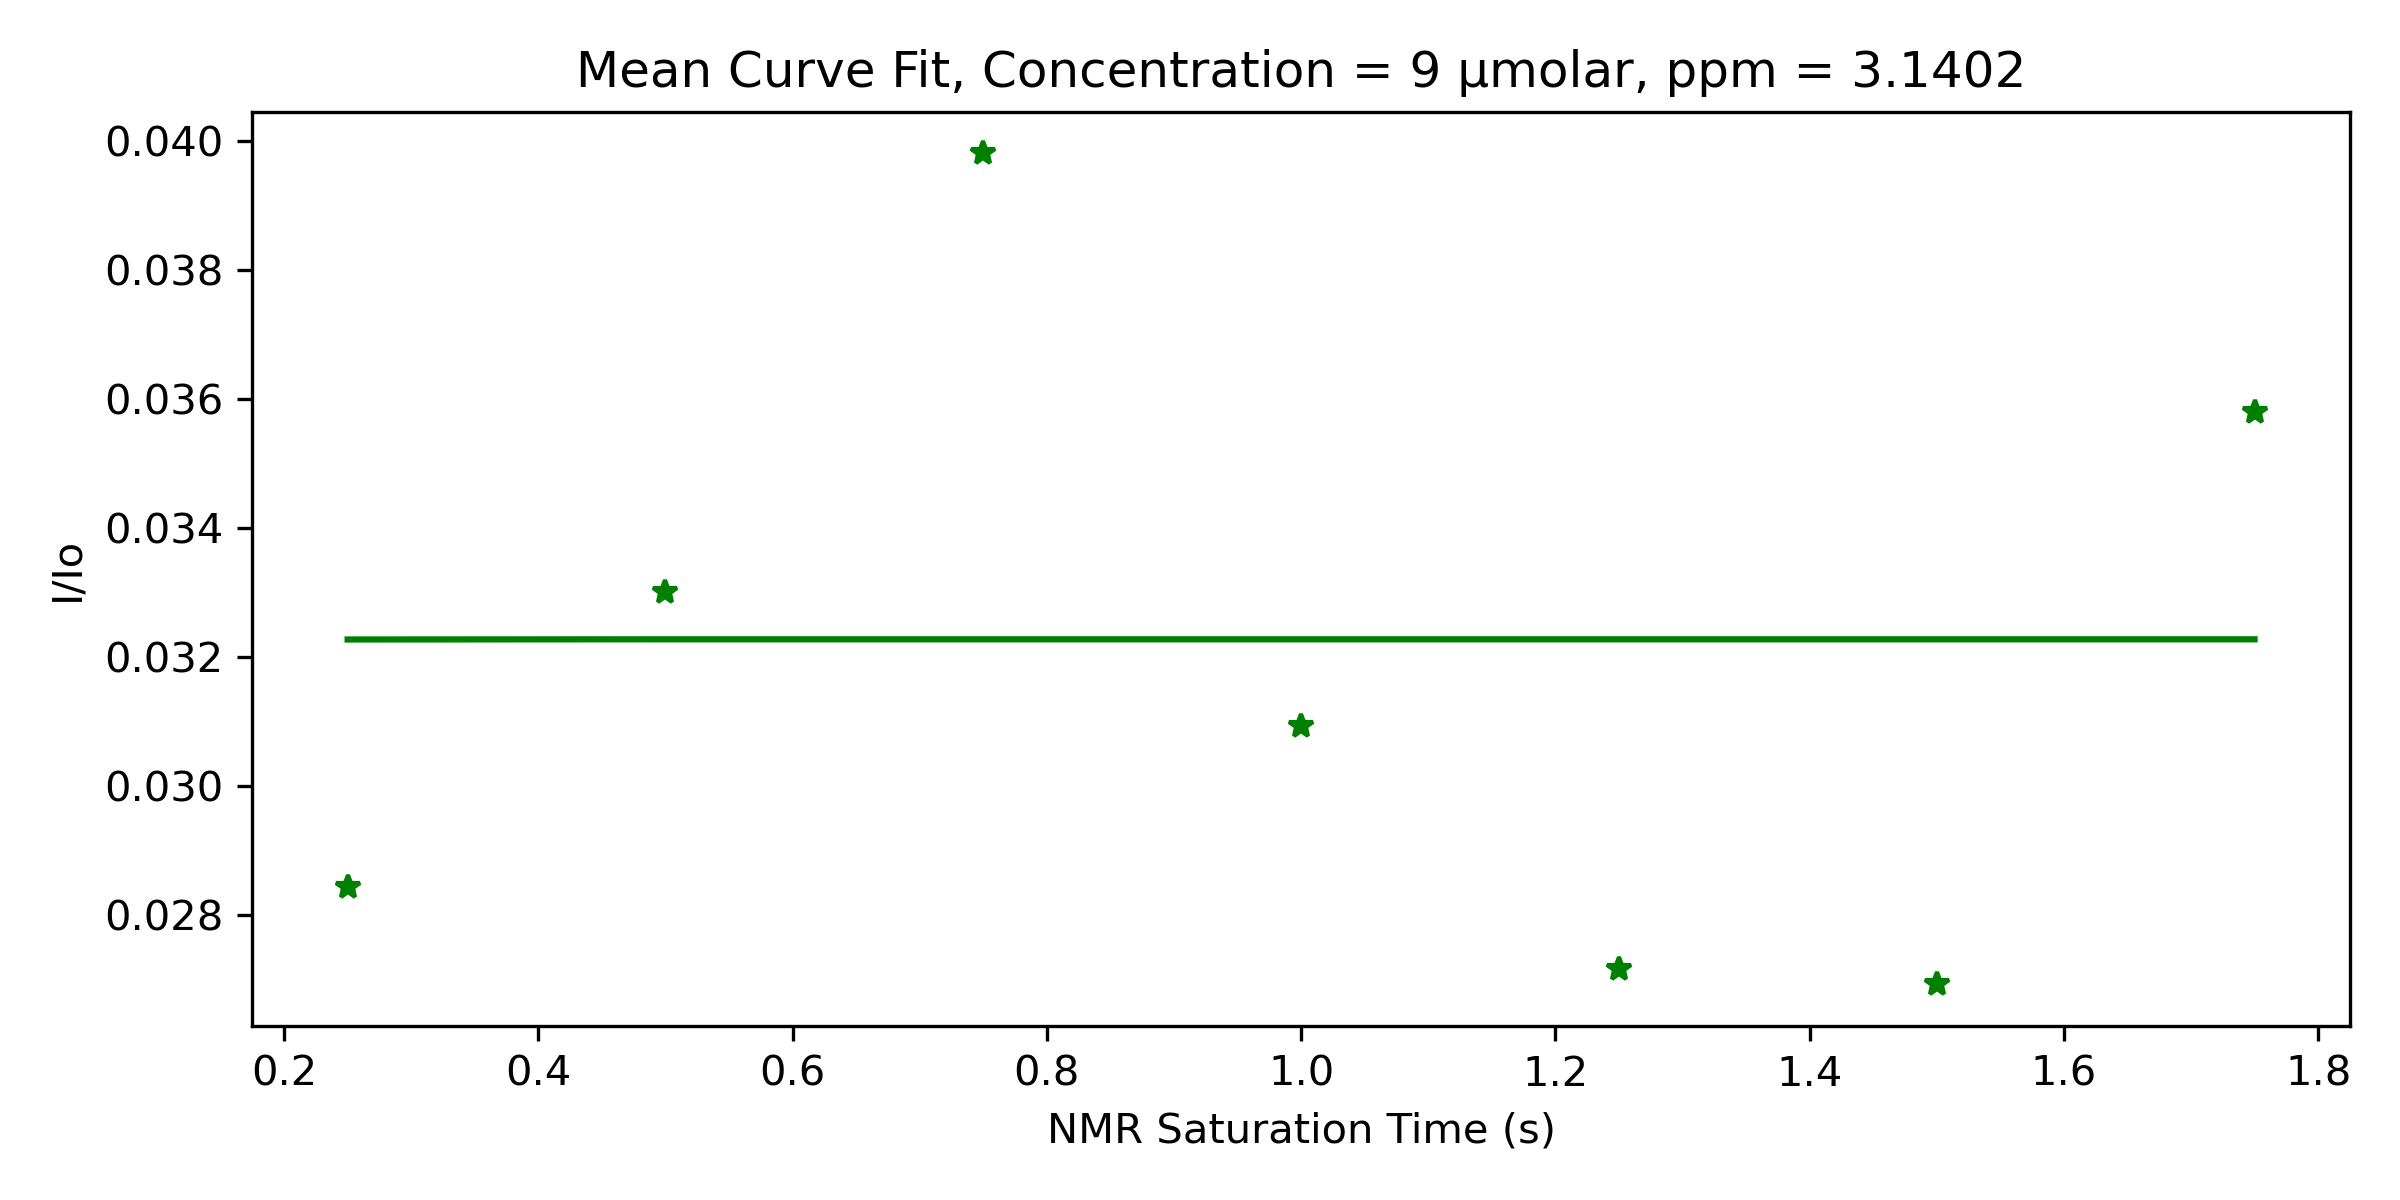 Mean Curve Fit, Concentration = 9 μmolar, ppm = 3.1402
0.040
0.038
0.036
0.034
0.032
0.030
0.028
I/Io
0.2 0.4 0.6 0.8 1.0 1.2 1.4 1.6 1.8
NMR Saturation Time (s)